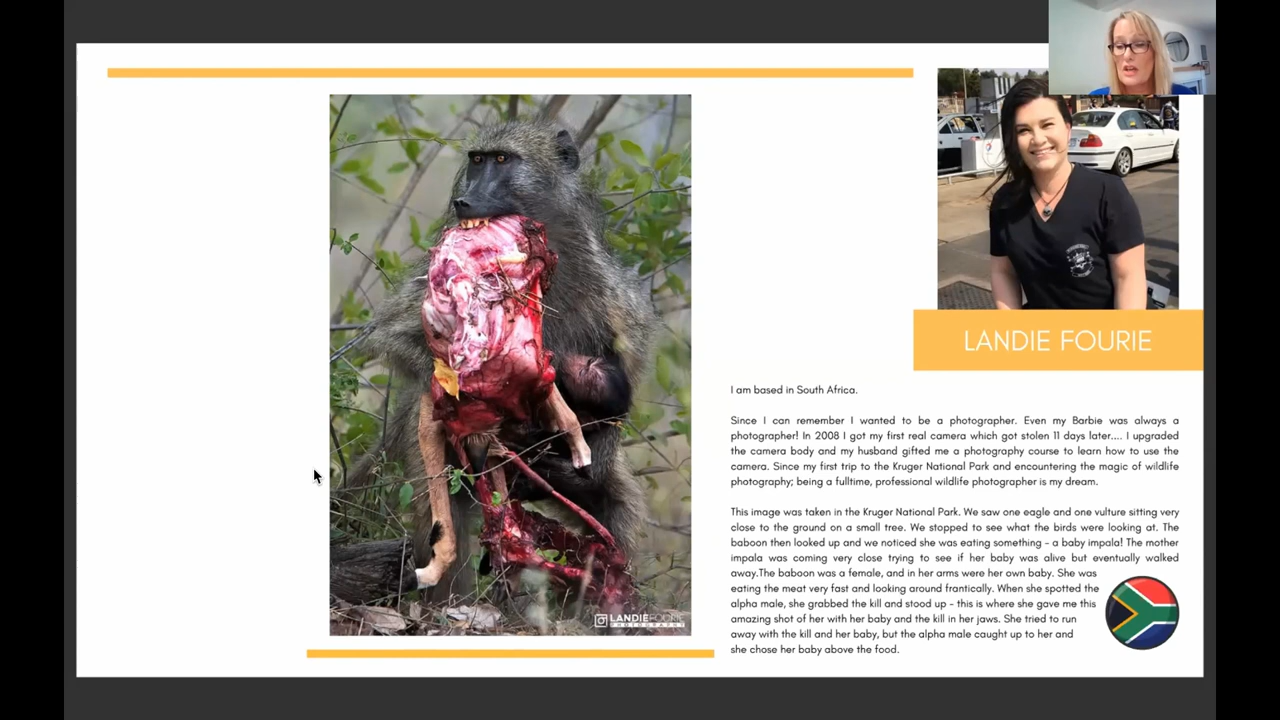 LANDIE FOURIE
I am based in South Africa.
Since I can remember I wanted to be a photographer. Even my Barbie was always a
photographer! In 2008 I got my first real camera which got stolen 11 days later.... I upgraded
the camera body and my husband gifted me a photography course to learn how to use the
camera. Since my first trip to the Kruger National Park and encountering the magic of wildlife
photography; being a fulltime, professional wildlife photographer is my dream.
This image was taken in the Kruger National Park. We saw one eagle and one vulture sitting very
close to the ground on a small tree. We stopped to see what the birds were looking at. The
baboon then looked up and we noticed she was eating something - a baby impala! The mother
impala was coming very close trying to see if her baby was alive but eventually walked
away.The baboon was a female, and in her arms were her own baby. She was
eating the meat very fast and looking around frantically. When she spotted the
alpha male, she grabbed the kill and stood up - this is where she gave me this
amazing shot of her with her baby and the kill in her jaws. She tried to run
away with the kill and her baby, but the alpha male caught up to her and
she chose her baby above the food.
LANDIEFOURIE
PHOTOGRAPHY